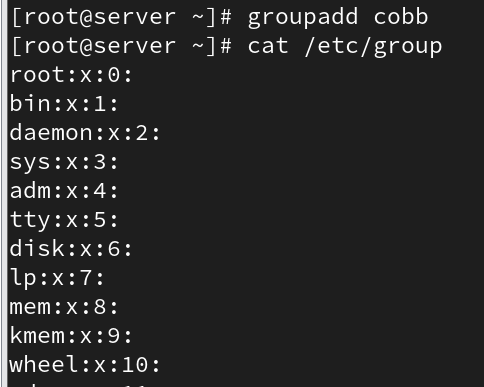 [root@server ~]# groupadd cobb
[root@server ~]# cat /etc/group
root:x:0:
bin:x:1:
daemon:x:2:
sys:x:3:
adm:x:4:
tty:x:5:
disk:x:6:
lp:x:7:
mem:x:8:
kmem:x:9:
wheel:x:10: